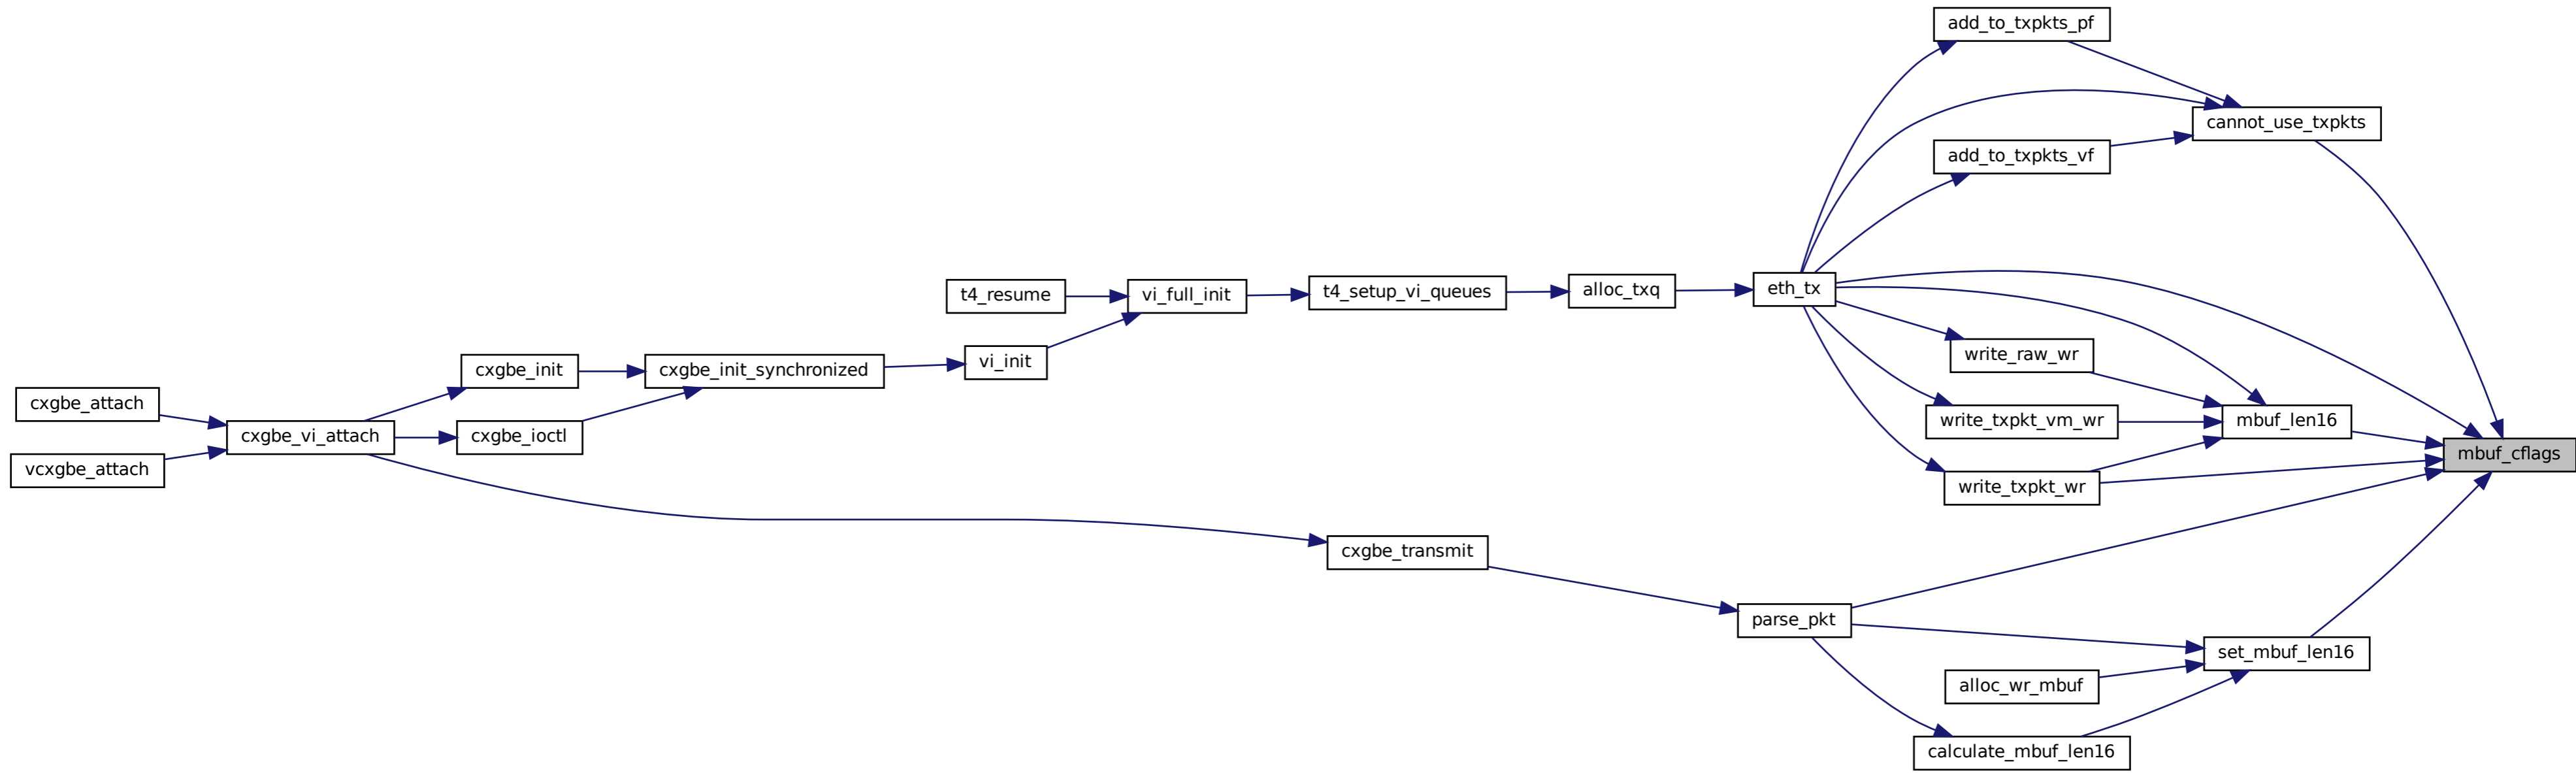 add_to_txpkts_pf
cannot_use_txpkts
add_to_txpkts_vf
t4_resume
vi_full_init
t4_setup_vi_queues
alloc_txq
eth_tx
write_raw_wr
vi_init
cxgbe_init
cxgbe_init_synchronized
cxgbe_attach
cxgbe_vi_attach
cxgbe_ioctl
write_txpkt_vm_wr
mbuf_len16
mbuf_cflags
vcxgbe_attach
write_txpkt_wr
cxgbe_transmit
parse_pkt
set_mbuf_len16
alloc_wr_mbuf
calculate_mbuf_len16